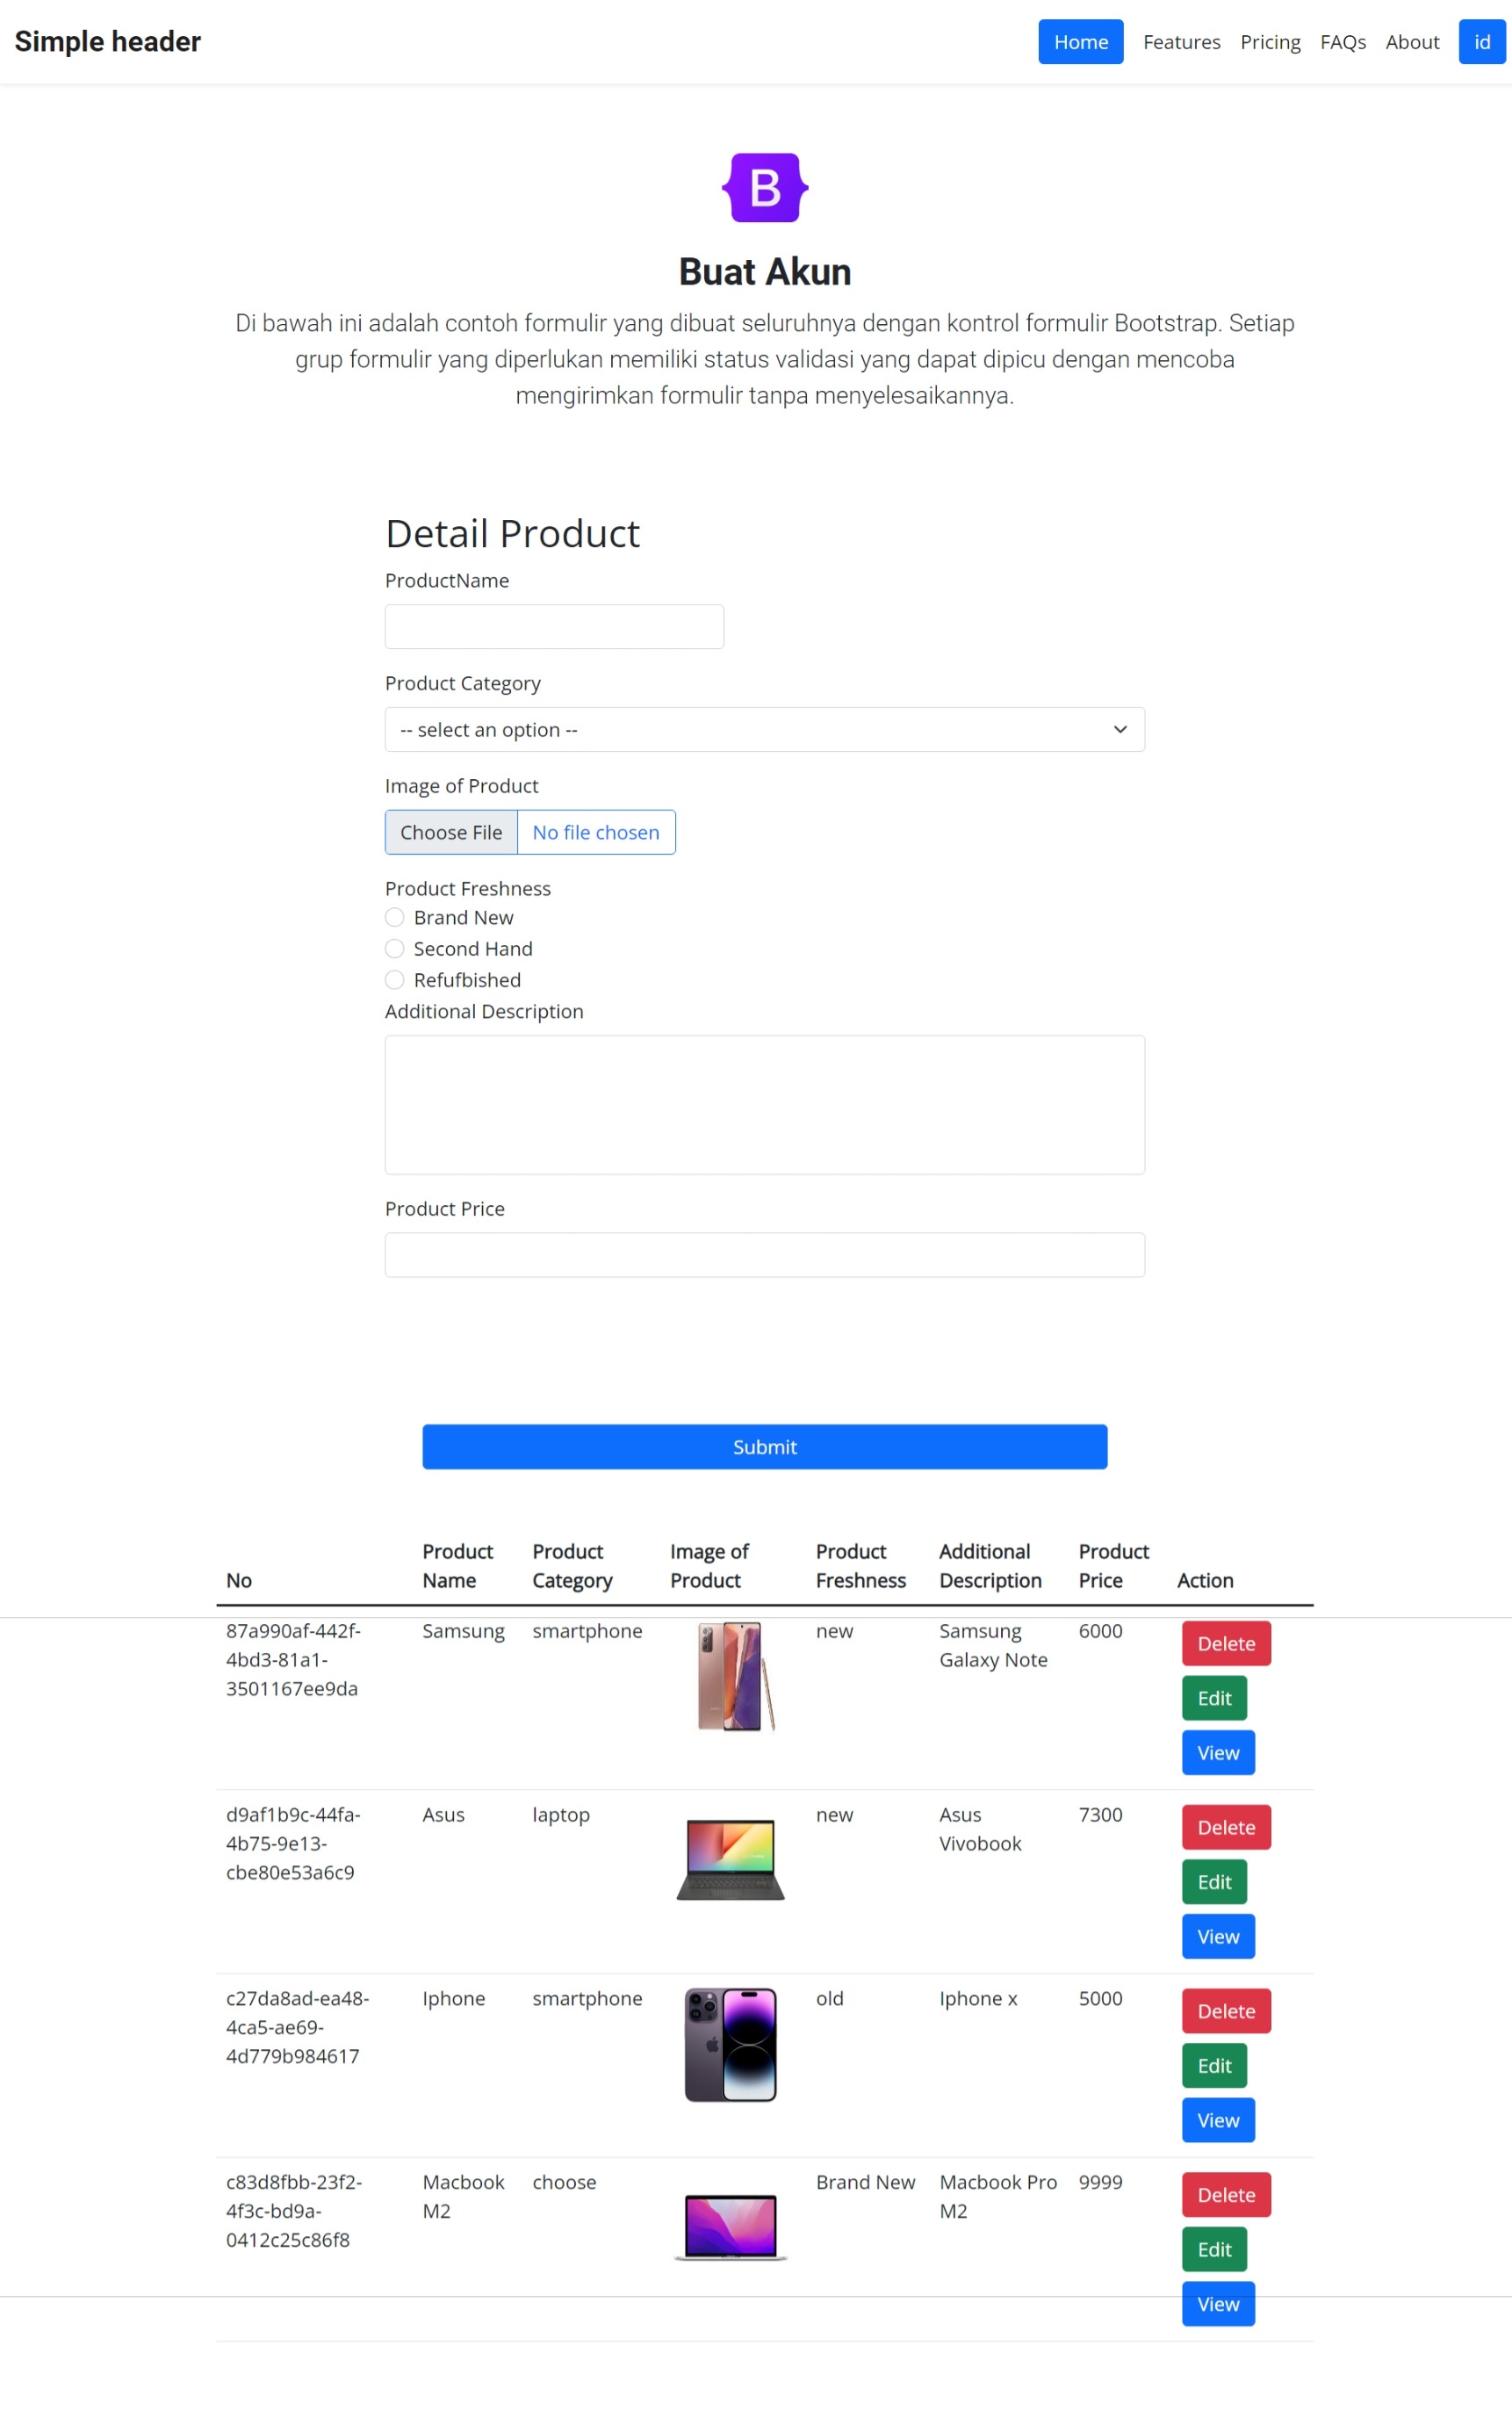 Simple header
Home Features Pricing FAQs About id
B
Buat Akun
Di bawah ini adalah contoh formulir yang dibuat seluruhnya dengan kontrol formulir Bootstrap. Setiap
grup formulir yang diperlukan memiliki status validasi yang dapat dipicu dengan mencoba
mengirimkan formulir tanpa menyelesaikannya.
Detail Product
ProductName
Product Category
-- select an option --
Image of Product
Choose File No file chosen
Product Freshness
Brand New
Second Hand
Refufbished
Additional Description
Product Price
Submit
No
Product
Name
Product
Category
Image of
Product
Product
Freshness
Additional
Description
Product
Price
Action
87a990af-442f-
4bd3-81a1-
3501167ee9da
Samsung
smartphone
new
Samsung
Galaxy Note
6000
Delete
Edit
View
d9af1b9c-44fa-
4b75-9e13-
cbe80e53a6c9
Asus
laptop
new
Asus
Vivobook
7300
Delete
Edit
View
c27da8ad-ea48-
4ca5-ae69-
4d779b984617
Iphone
smartphone
old
Iphone x
5000
Delete
Edit
View
c83d8fbb-23f2-
4f3c-bd9a-
0412c25c86f8
Macbook
M2
choose
Brand New
Macbook Pro
M2
9999
Delete
Edit
View